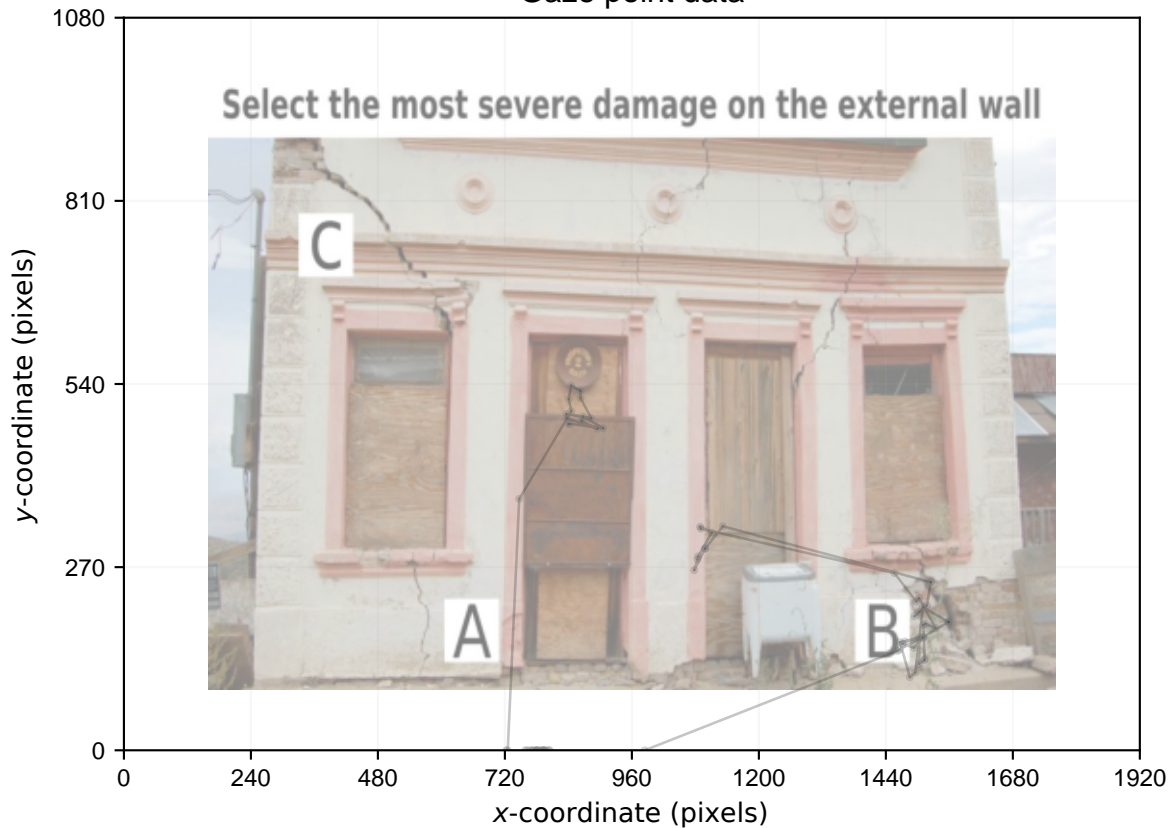 Gaze point data
Select the most severe damage on the external wall
C
A
B
y-coordinate (pixels)
1080
810
540
270
0
0 240 480 720 960 1200 1440 1680 1920
x-coordinate (pixels)